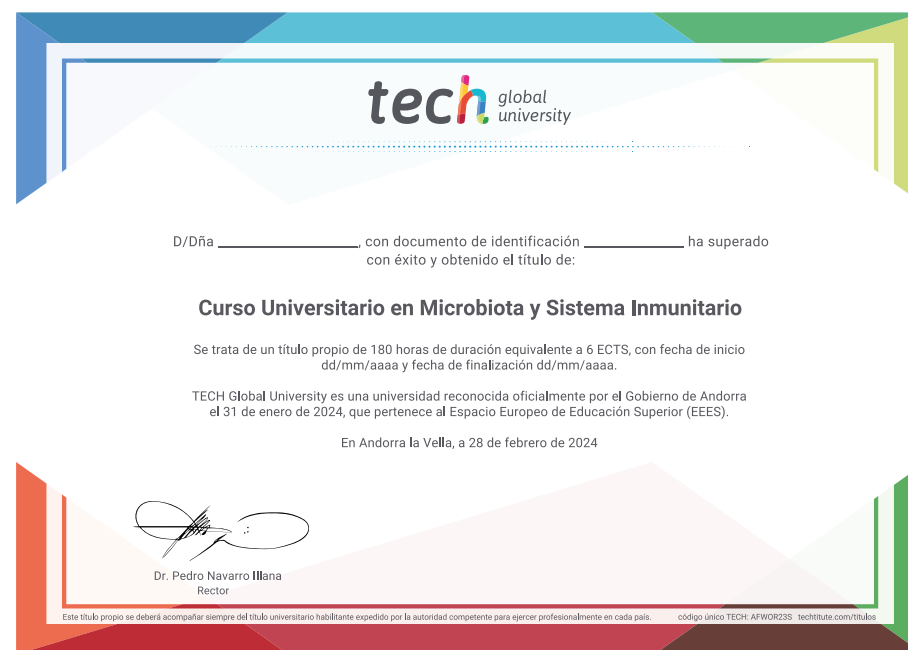 tech global university
D/Dña ____________________, con documento de identificación ______________ ha superado
con éxito y obtenido el título de:
Curso Universitario en Microbiota y Sistema Inmunitario
Se trata de un título propio de 180 horas de duración equivalente a 6 ECTS, con fecha de inicio
dd/mm/aaaa y fecha de finalización dd/mm/aaaa.
TECH Global University es una universidad reconocida oficialmente por el Gobierno de Andorra
el 31 de enero de 2024, que pertenece al Espacio Europeo de Educación Superior (EEES).
En Andorra la Vella, a 28 de febrero de 2024
Dr. Pedro Navarro Illana
Rector
Este título propio se deberá acompañar siempre del título universitario habilitante expedido por la autoridad competente para ejercer profesionalmente en cada país. código único TECH: AFWOR23S techtitute.com/titulos